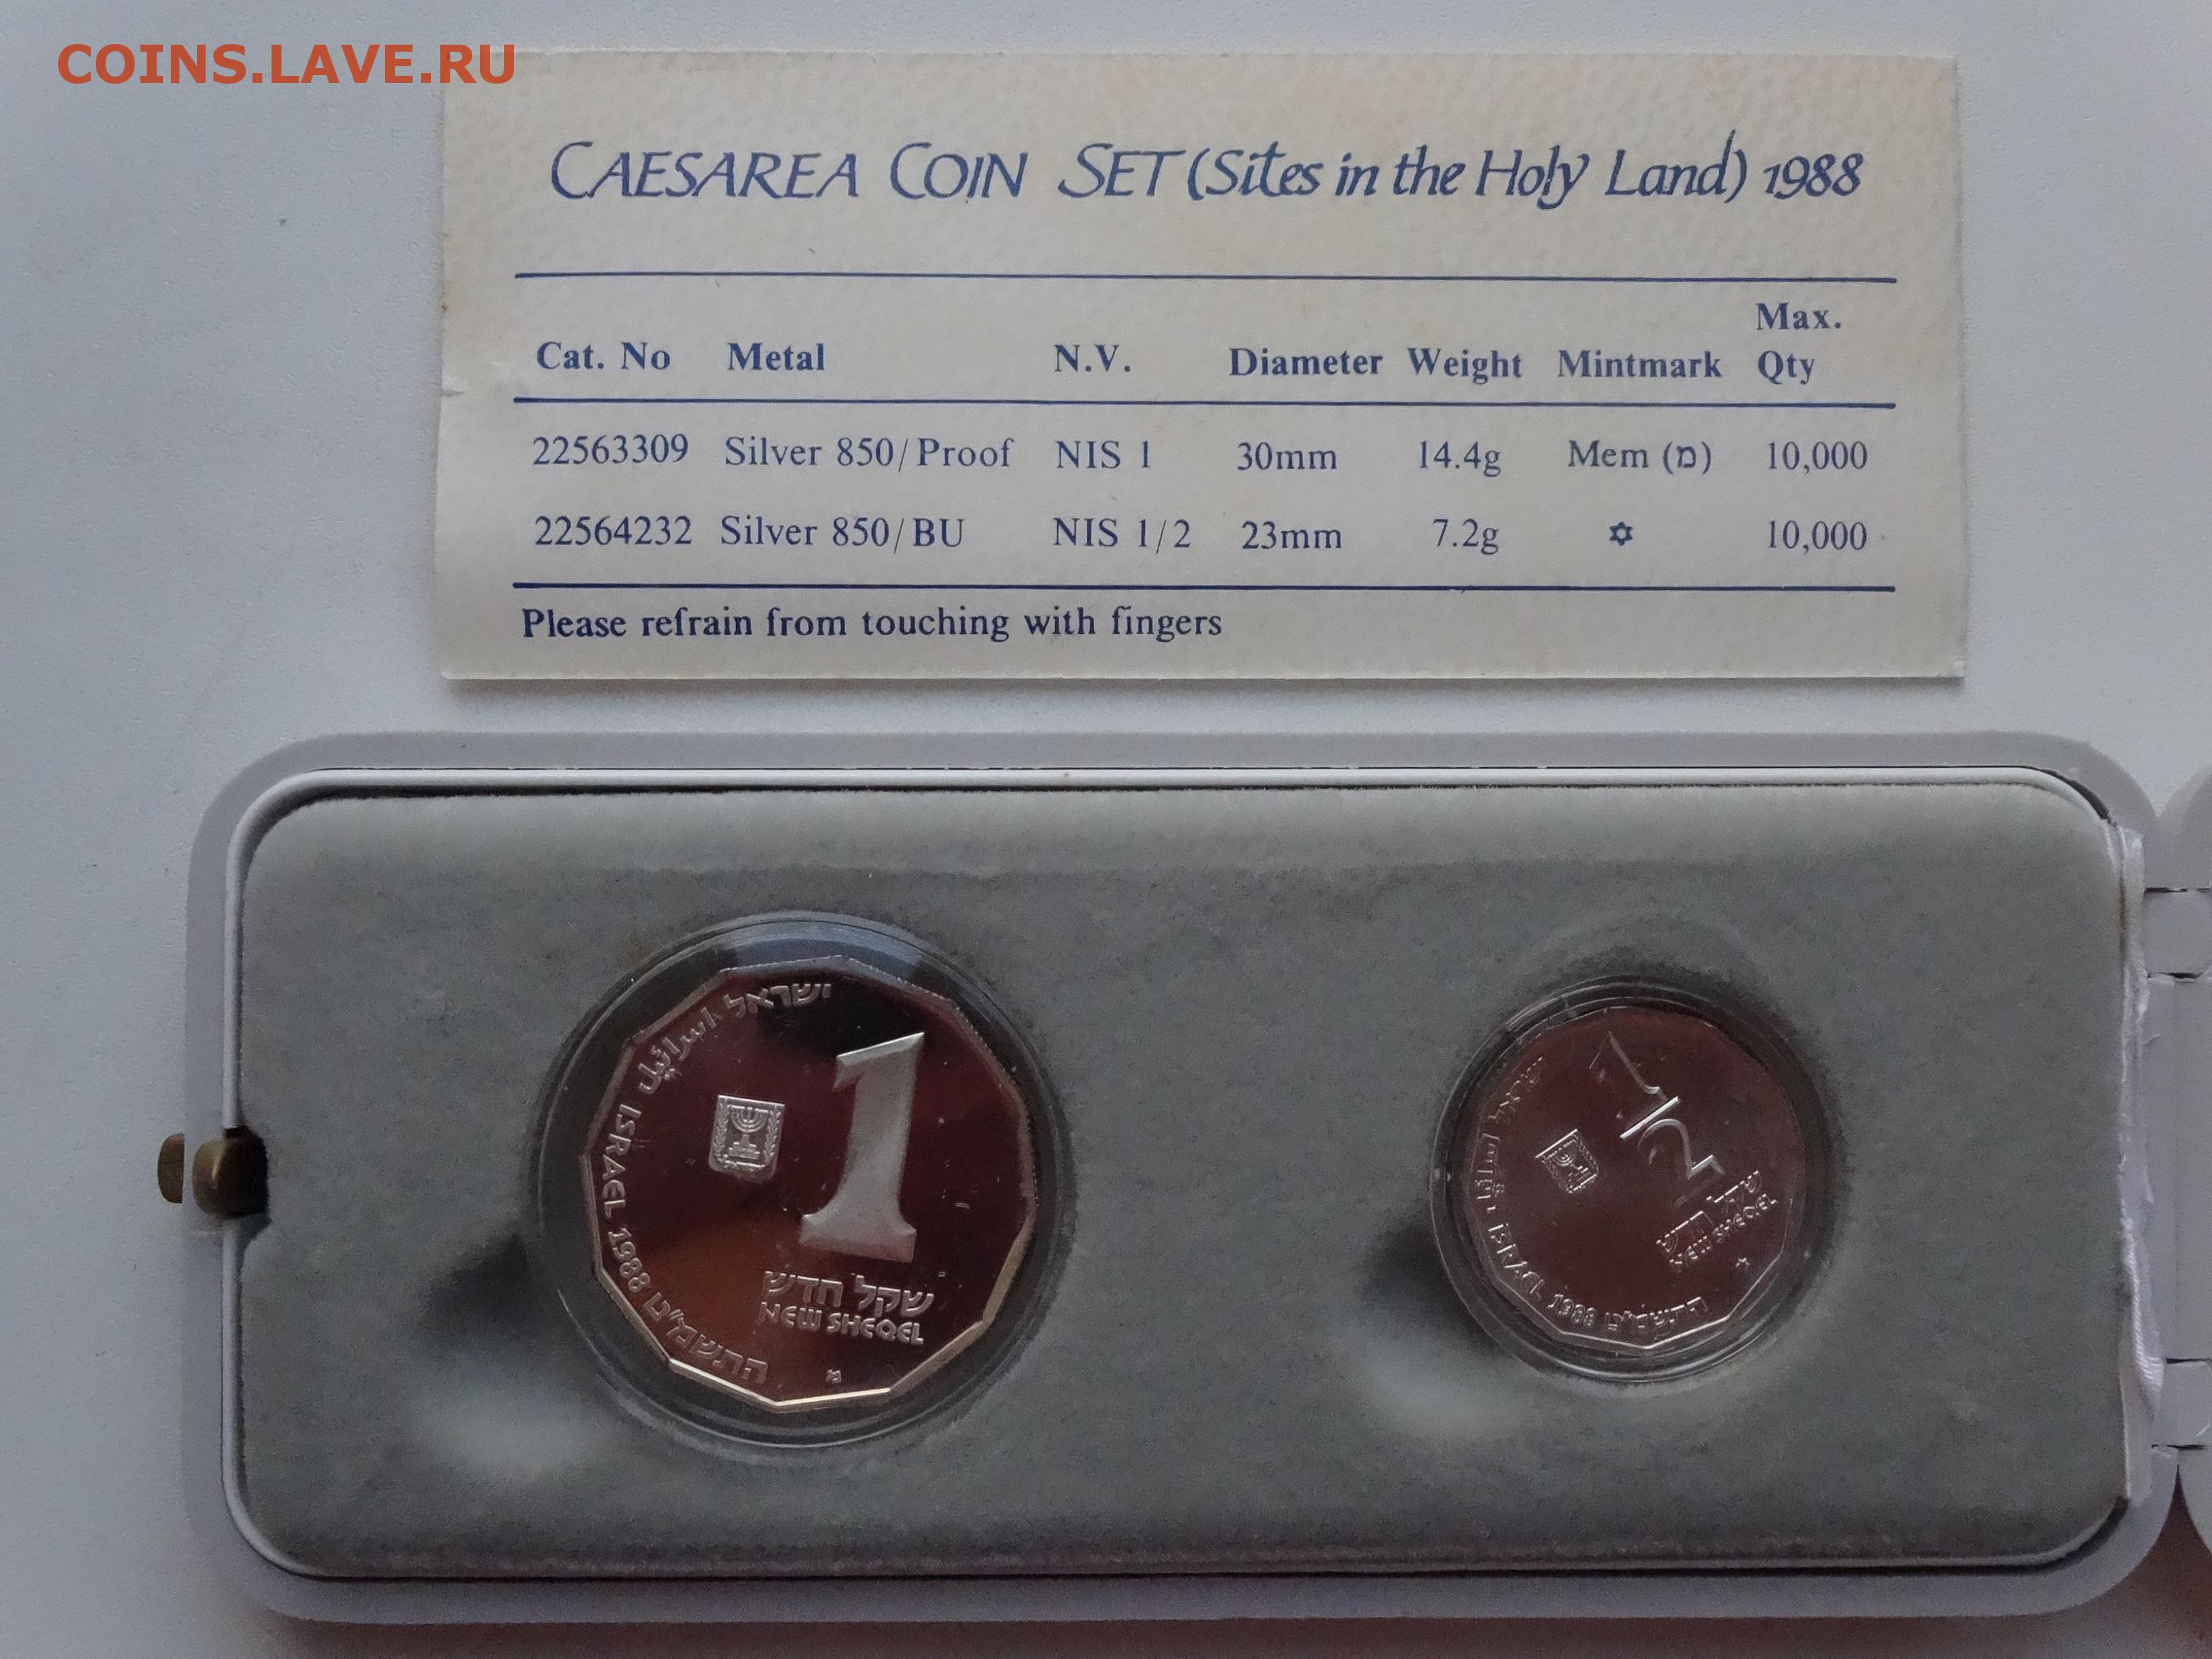 COINS.LAVE.RU
CAESAREA COIN SET (Sites in the Holy Land) 1988
Cat. No Metal N.V. Diameter Weight Mintmark Max. Qty
22563309 Silver 850/Proof NIS 1 30mm 14.4g Mem (מ) 10,000
22564232 Silver 850/BU NIS 1/2 23mm 7.2g ✡ 10,000
Please refrain from touching with fingers
ישראל اسرائيل ISRAEL 1988 התשמ"ט
1
שקל חדש
NEW SHEQEL
מ
ישראל اسرائيل ISRAEL 1988 התשמ"ט
1/2
שקל חדש
NEW SHEQEL